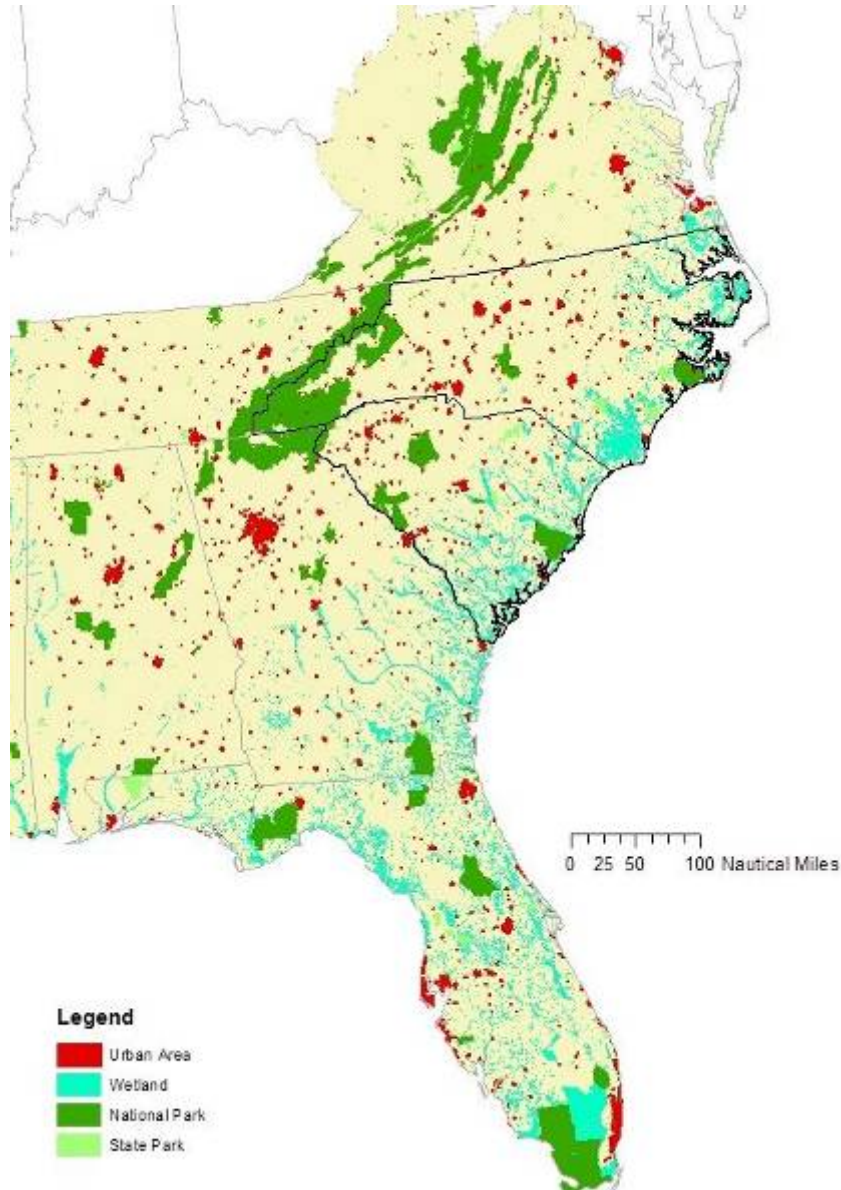 0 25 50 100 Nautical Miles
Legend
Urban Area
Wetland
National Park
State Park